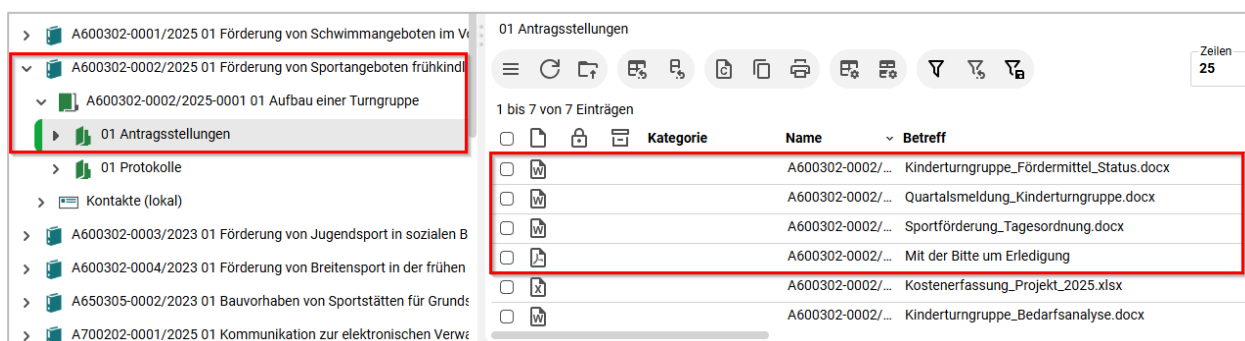 A600302-0001/2025 01 Förderung von Schwimmangeboten im Vo
A600302-0002/2025 01 Förderung von Sportangeboten frühkindl
A600302-0002/2025-0001 01 Aufbau einer Turngruppe
01 Antragsstellungen
01 Protokolle
Kontakte (lokal)
A600302-0003/2023 01 Förderung von Jugendsport in sozialen B
A600302-0004/2023 01 Förderung von Breitensport in der frühen
A650305-0002/2023 01 Bauvorhaben von Sportstätten für Grunds
A700202-0001/2025 01 Kommunikation zur elektronischen Verwa
01 Antragsstellungen
Zeilen
25
1 bis 7 von 7 Einträgen
Kategorie Name Betreff
A600302-0002/... Kinderturngruppe_Fördermittel_Status.docx
A600302-0002/... Quartalsmeldung_Kinderturngruppe.docx
A600302-0002/... Sportförderung_Tagesordnung.docx
A600302-0002/... Mit der Bitte um Erledigung
A600302-0002/... Kostenerfassung_Projekt_2025.xlsx
A600302-0002/... Kinderturngruppe_Bedarfsanalyse.docx